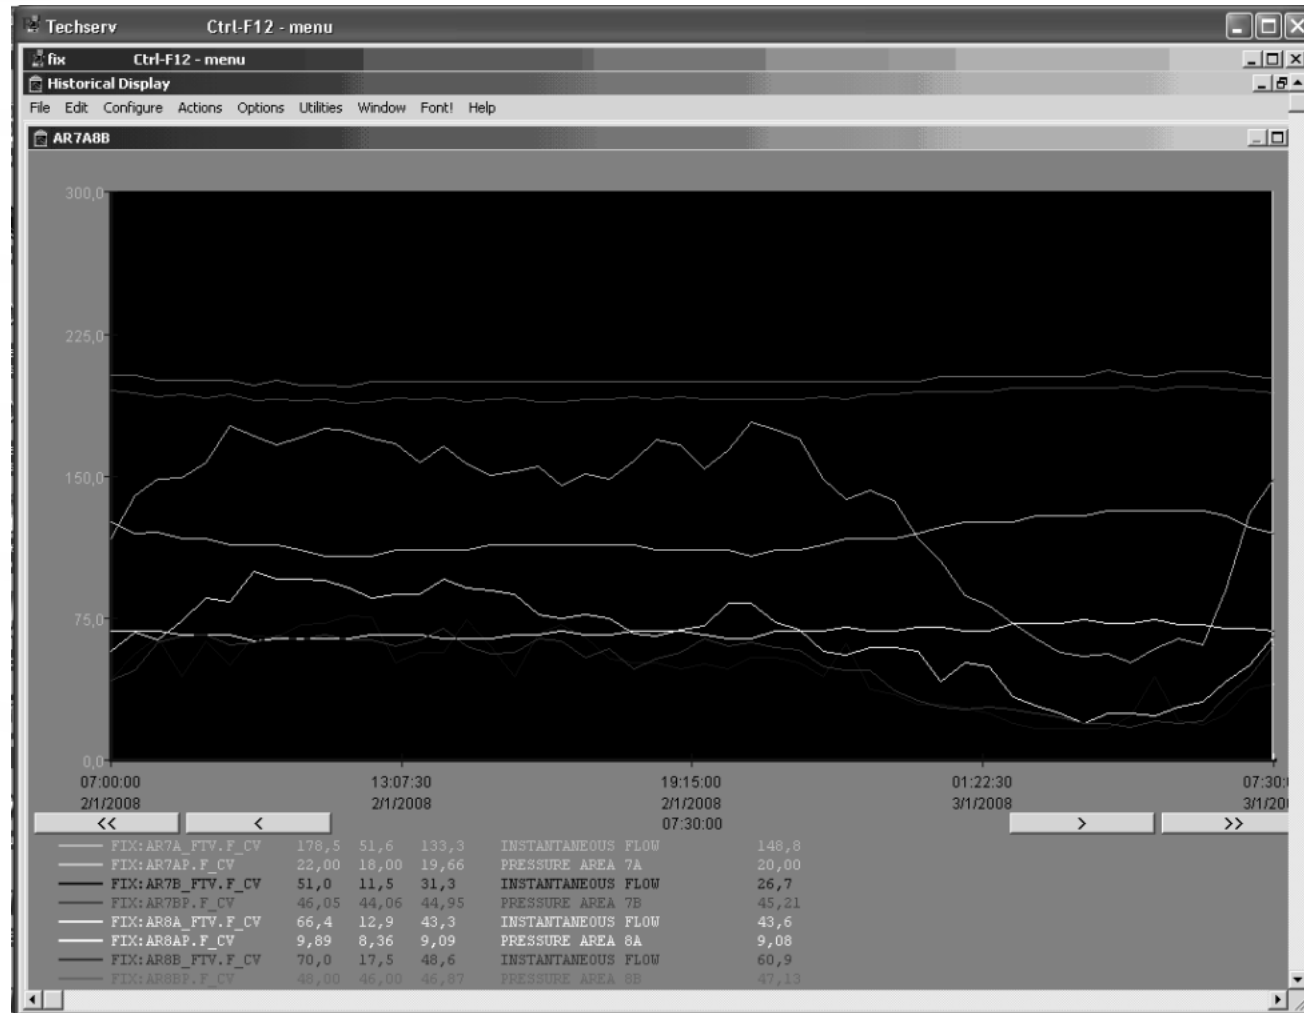 Techserv Ctrl-F12 - menu
fix Ctrl-F12 - menu
Historical Display
File Edit Configure Actions Options Utilities Window Font! Help
AR7A8B
300,0
225,0
150,0
75,0
0,0
07:00:00 13:07:30 19:15:00 01:22:30 07:30:
2/1/2008 2/1/2008 2/1/2008 3/1/2008 3/1/20
<< < 07:30:00 > >>
FIX:AR7A_FTV.F_CV 178,5 51,6 133,3 INSTANTANEOUS FLOW 148,8
FIX:AR7AP.F_CV 22,00 18,00 19,66 PRESSURE AREA 7A 20,00
FIX:AR7B_FTV.F_CV 51,0 11,5 31,3 INSTANTANEOUS FLOW 26,7
FIX:AR7BP.F_CV 46,05 44,06 44,95 PRESSURE AREA 7B 45,21
FIX:AR8A_FTV.F_CV 66,4 12,9 43,3 INSTANTANEOUS FLOW 43,6
FIX:AR8AP.F_CV 9,89 8,36 9,09 PRESSURE AREA 8A 9,08
FIX:AR8B_FTV.F_CV 70,0 17,5 48,6 INSTANTANEOUS FLOW 60,9
FIX:AR8BP.F_CV 48,00 46,00 46,87 PRESSURE AREA 8B 47,13